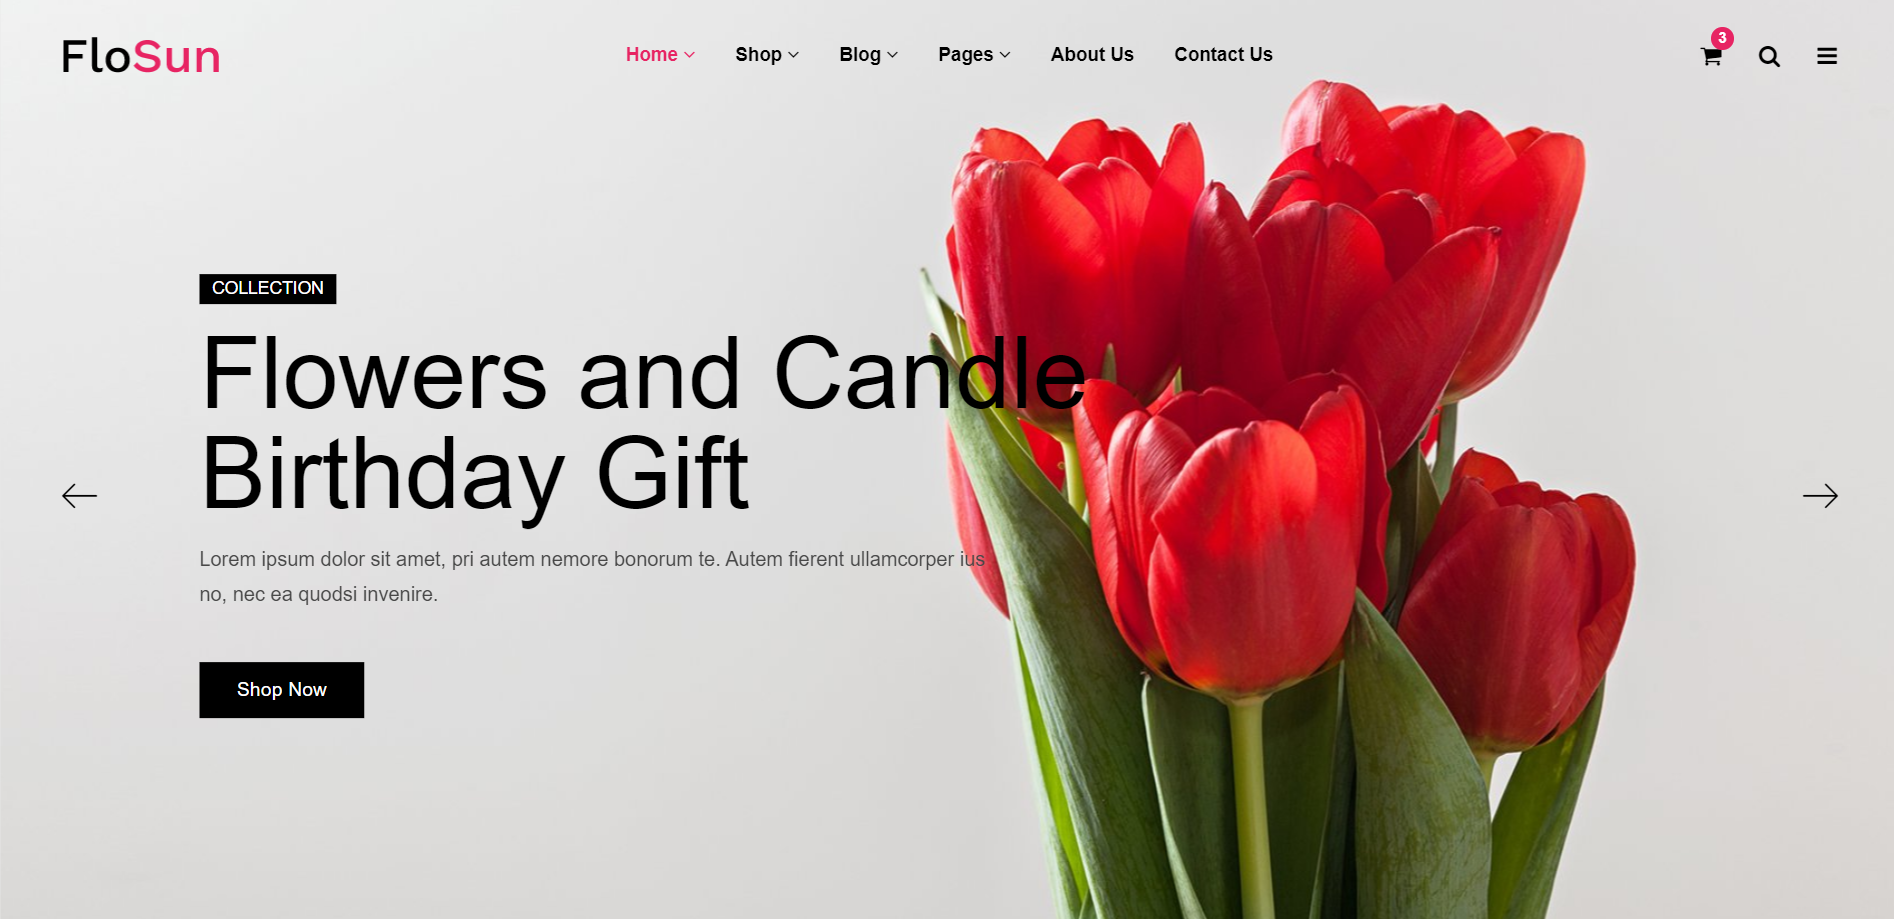 FloSun
Home
Shop
Blog
Pages
About Us
Contact Us
3
COLLECTION
Flowers and Candle
Birthday Gift
Lorem ipsum dolor sit amet, pri autem nemore bonorum te. Autem fierent ullamcorper ius
no, nec ea quodsi invenire.
Shop Now